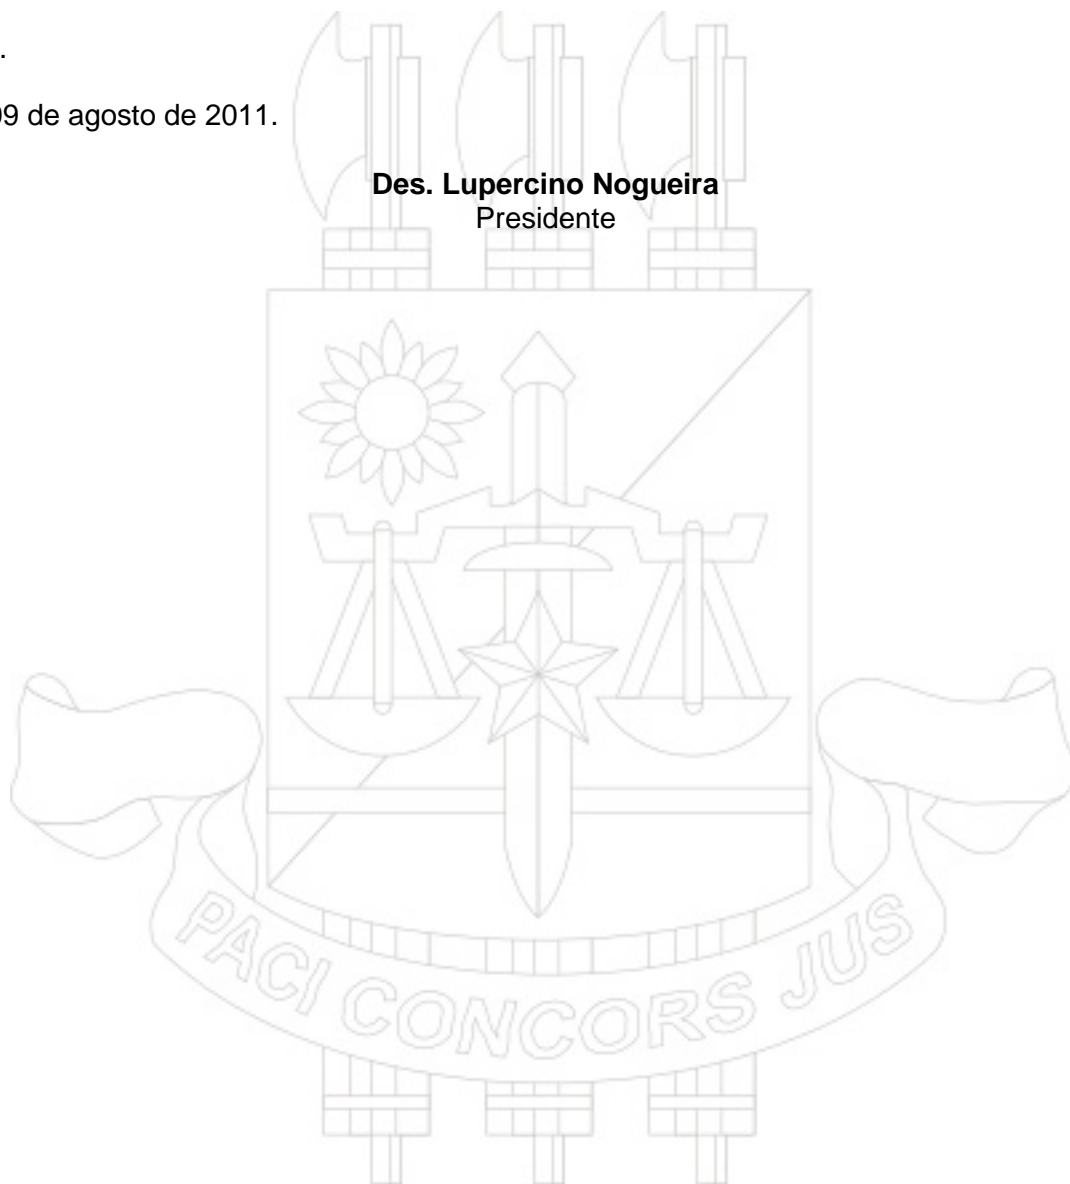 .
09 de agosto de 2011.
Des. Lupercino Nogueira
Presidente
PACI CONCORS JUS